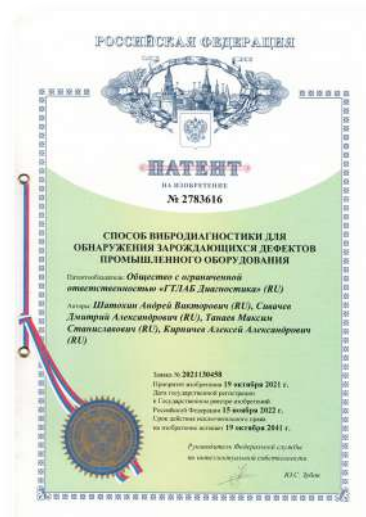 РОССИЙСКАЯ ФЕДЕРАЦИЯ
ПАТЕНТ
НА ИЗОБРЕТЕНИЕ
№ 2783616
СПОСОБ ВИБРОДИАГНОСТИКИ ДЛЯ
ОБНАРУЖЕНИЯ ЗАРОЖДАЮЩИХСЯ ДЕФЕКТОВ
ПРОМЫШЛЕННОГО ОБОРУДОВАНИЯ
Патентообладатель: Общество с ограниченной
ответственностью «ГТЛАБ Диагностика» (RU)
Авторы: Шатохин Андрей Викторович (RU), Сикачев
Дмитрий Александрович (RU), Танаев Максим
Станиславович (RU), Кирпичев Алексей Александрович
(RU)
Заявка № 2021130458
Приоритет изобретения 19 октября 2021 г.
Дата государственной регистрации
в Государственном реестре изобретений
Российской Федерации 15 ноября 2022 г.
Срок действия исключительного права
на изобретение истекает 19 октября 2041 г.
Руководитель Федеральной службы
по интеллектуальной собственности
Ю.С. Зубов